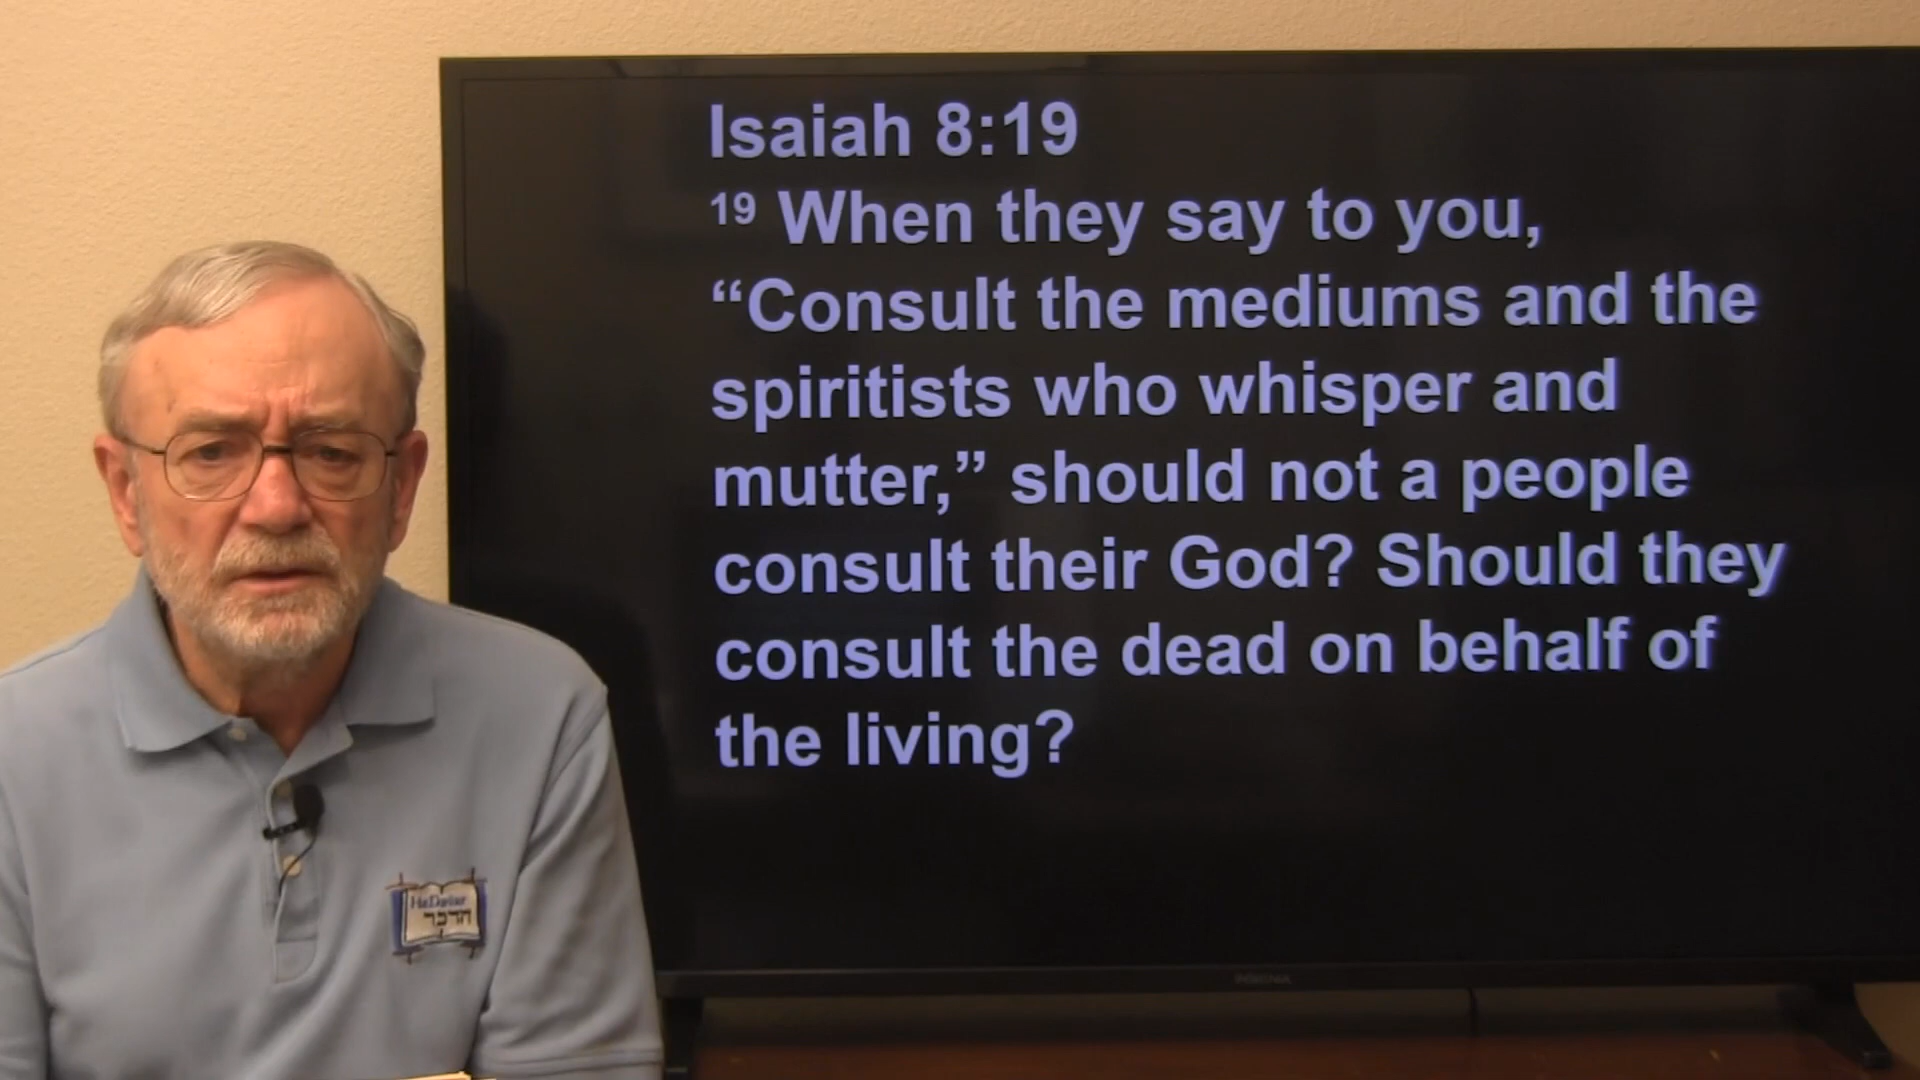 Isaiah 8:19
19 When they say to you,
“Consult the mediums and the
spiritists who whisper and
mutter,” should not a people
consult their God? Should they
consult the dead on behalf of
the living?
HaDavar
הדבר
INSIGNIA